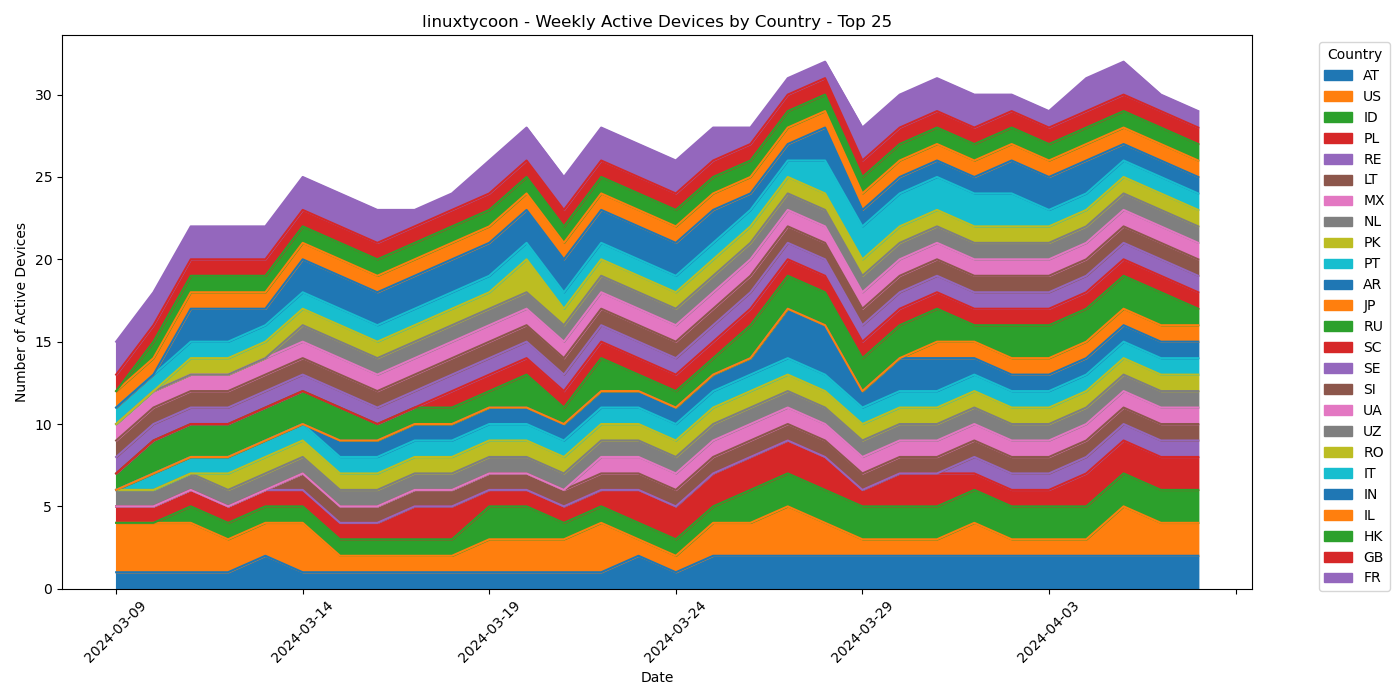 linuxtycoon - Weekly Active Devices by Country - Top 25
Number of Active Devices
30
25
20
15
10
5
0
2024-03-09
2024-03-14
2024-03-19
2024-03-24
2024-03-29
2024-04-03
Date
Country
AT
US
ID
PL
RE
LT
MX
NL
PK
PT
AR
JP
RU
SC
SE
SI
UA
UZ
RO
IT
IN
IL
HK
GB
FR